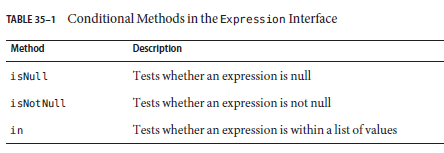 TABLE 35–1 Conditional Methods in the Expression Interface
Method Description
isNull Tests whether an expression is null
isNotNull Tests whether an expression is not null
in Tests whether an expression is within a list of values